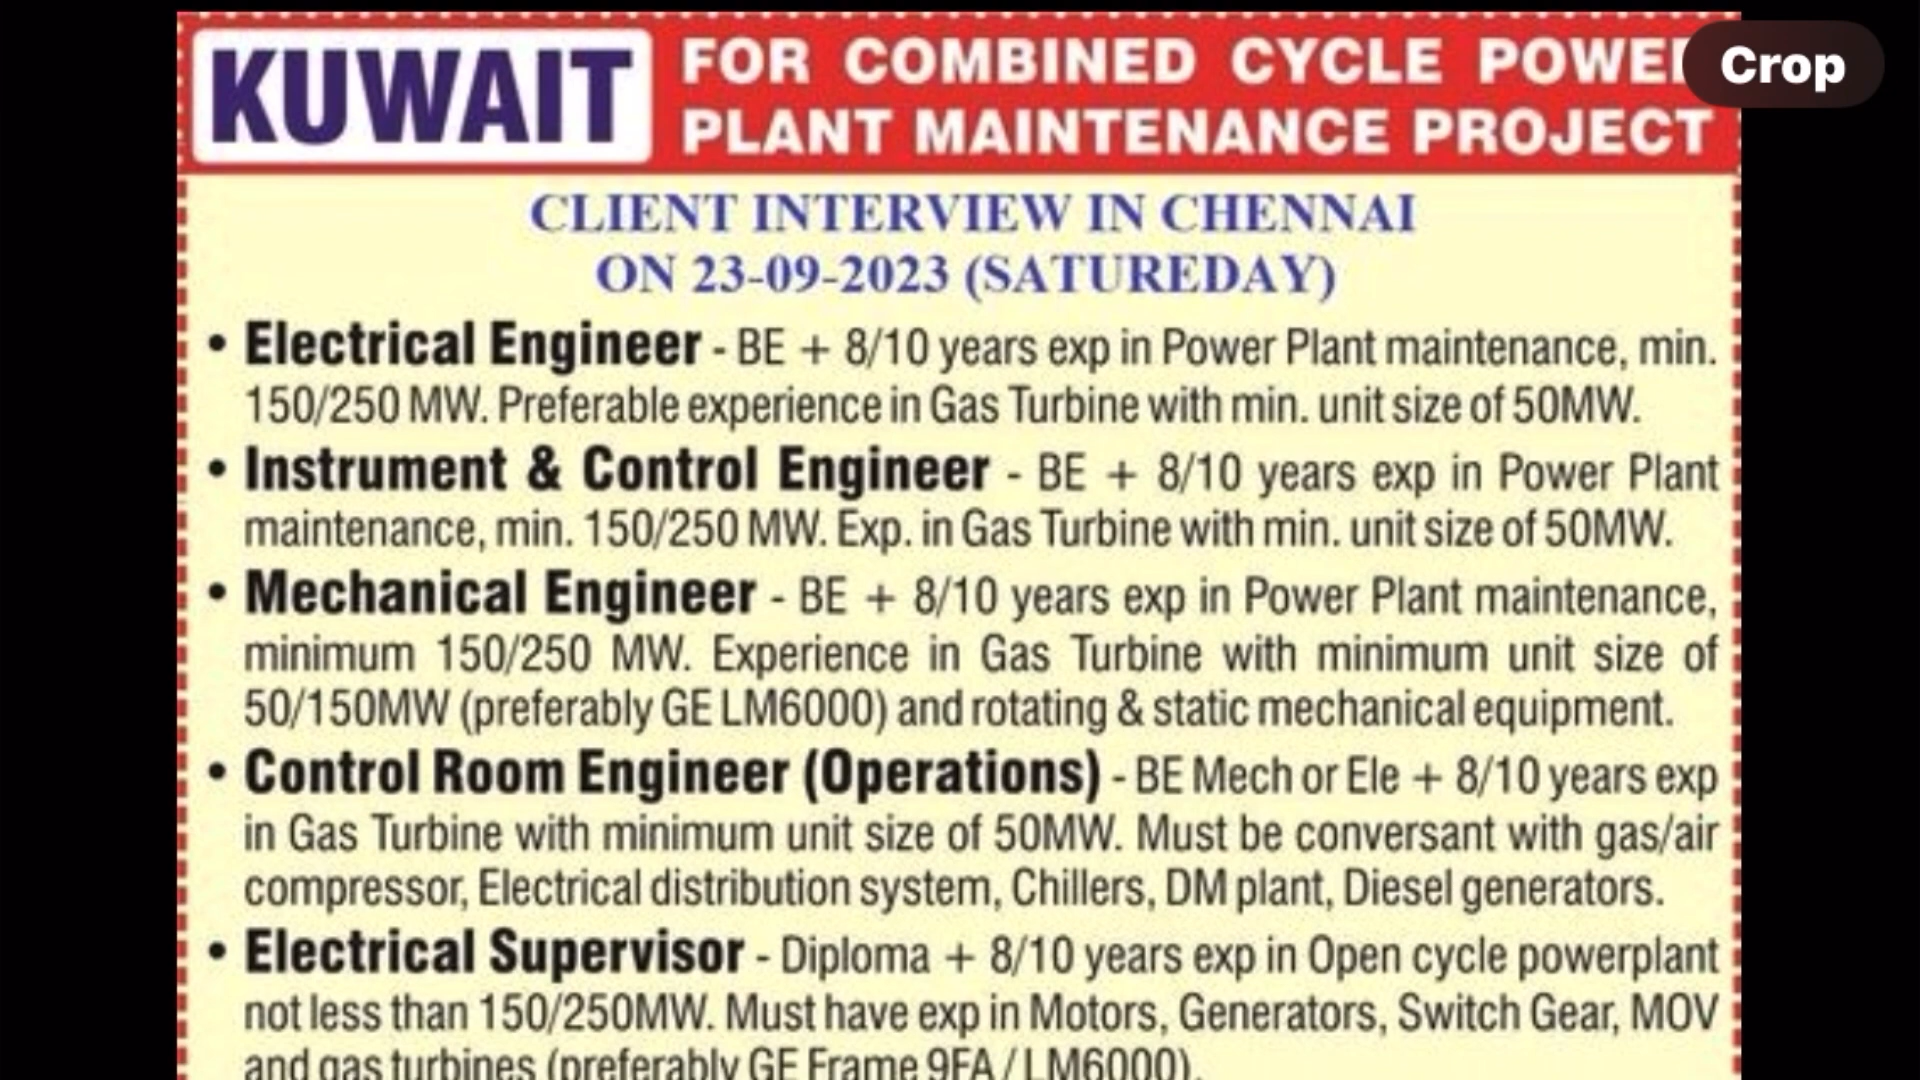 KUWAIT
FOR COMBINED CYCLE
PLANT MAINTENANCE PROJECT
Crop
CLIENT INTERVIEW IN CHENNAI
ON 23-09-2023 (SATUREDAY)
• Electrical Engineer - BE + 8/10 years exp in Power Plant maintenance, min.
150/250 MW. Preferable experience in Gas Turbine with min. unit size of 50MW.
• Instrument & Control Engineer - BE + 8/10 years exp in Power Plant
maintenance, min. 150/250 MW. Exp. in Gas Turbine with min. unit size of 50MW.
• Mechanical Engineer - BE + 8/10 years exp in Power Plant maintenance,
minimum 150/250 MW. Experience in Gas Turbine with minimum unit size of
50/150MW (preferably GE LM6000) and rotating & static mechanical equipment.
• Control Room Engineer (Operations) - BE Mech or Ele + 8/10 years exp
in Gas Turbine with minimum unit size of 50MW. Must be conversant with gas/air
compressor, Electrical distribution system, Chillers, DM plant, Diesel generators.
• Electrical Supervisor - Diploma + 8/10 years exp in Open cycle powerplant
not less than 150/250MW. Must have exp in Motors, Generators, Switch Gear, MOV
and gas turbines (preferably GE Frame 9FA / LM6000).